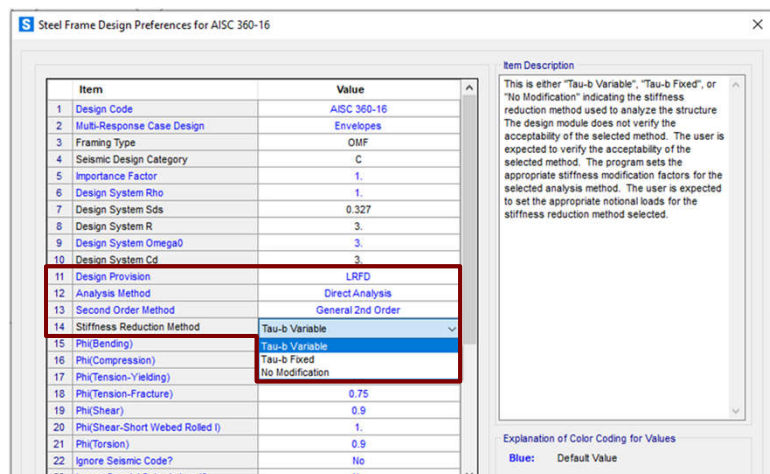 S Steel Frame Design Preferences for AISC 360-16
Item Value
1 Design Code AISC 360-16
2 Multi-Response Case Design Envelopes
3 Framing Type OMF
4 Seismic Design Category C
5 Importance Factor 1.
6 Design System Rho 1.
7 Design System Sds 0.327
8 Design System R 3.
9 Design System Omega0 3.
10 Design System Cd 3.
11 Design Provision LRFD
12 Analysis Method Direct Analysis
13 Second Order Method General 2nd Order
14 Stiffness Reduction Method Tau-b Variable
15 Phi(Bending) Tau-b Variable
16 Phi(Compression) Tau-b Fixed
17 Phi(Tension-Yielding) No Modification
18 Phi(Tension-Fracture) 0.75
19 Phi(Shear) 0.9
20 Phi(Shear-Short Webed Rolled I) 1.
21 Phi(Torsion) 0.9
22 Ignore Seismic Code? No
Item Description
This is either "Tau-b Variable", "Tau-b Fixed", or
"No Modification" indicating the stiffness
reduction method used to analyze the structure
The design module does not verify the
acceptability of the selected method. The user is
expected to verify the acceptability of the
selected method. The program sets the
appropriate stiffness modification factors for the
selected analysis method. The user is expected
to set the appropriate notional loads for the
stiffness reduction method selected.
Explanation of Color Coding for Values
Blue: Default Value